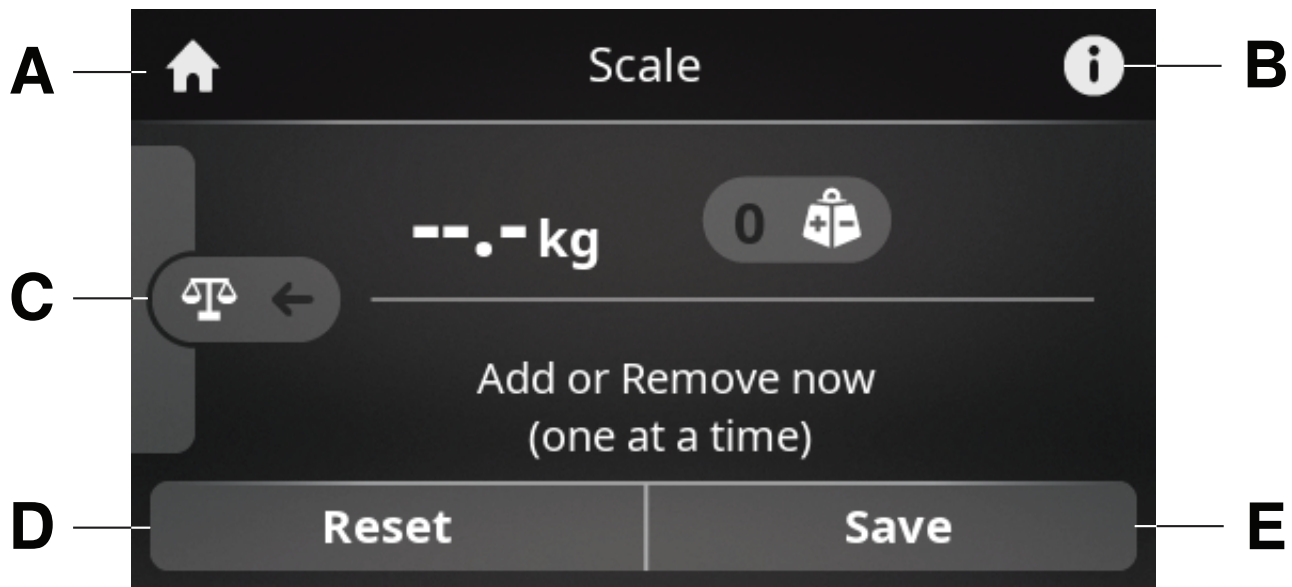 A
Scale
B
--.- kg
0
+ -
C
Add or Remove now
(one at a time)
D
Reset
Save
E